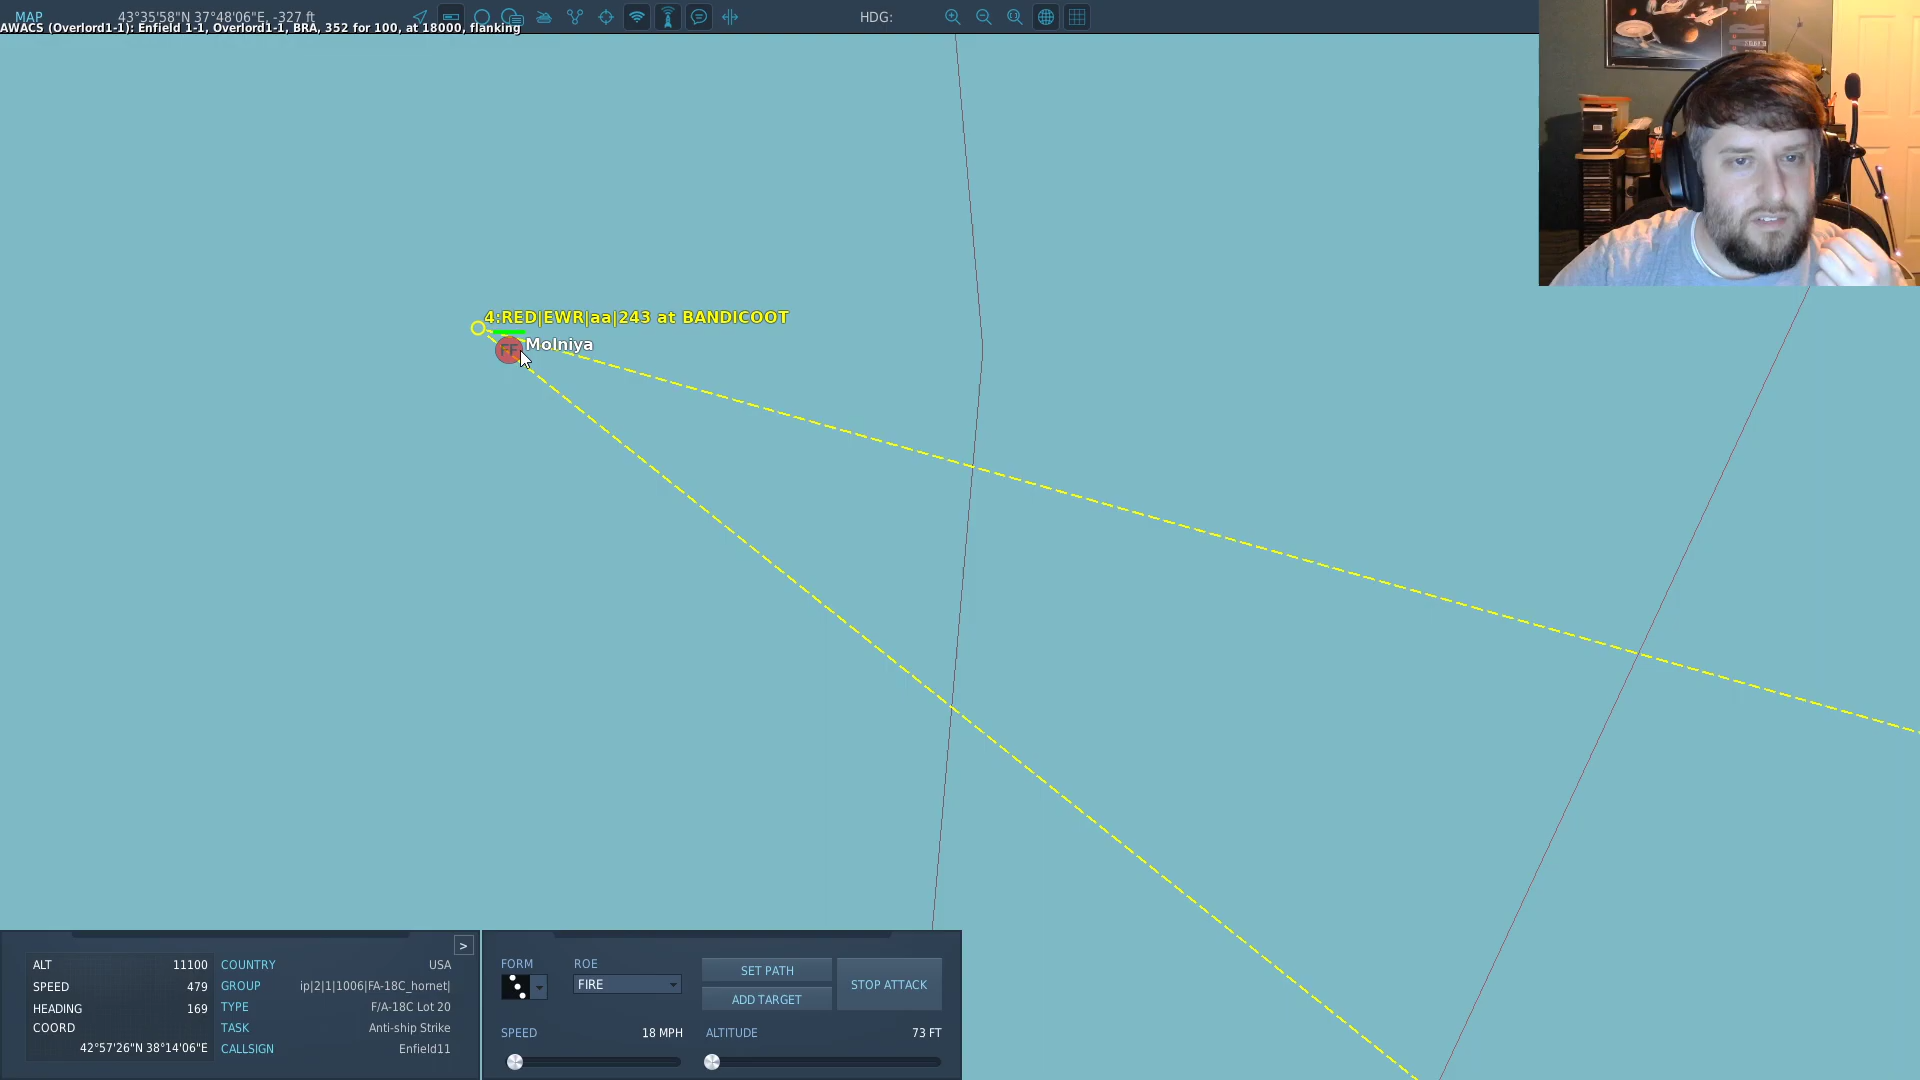 MAP 43°35'58"N 37°48'06"E, -327 ft HDG:
AWACS (Overlord1-1): Enfield 1-1, Overlord1-1, BRA, 352 for 100, at 18000, flanking
4:RED|EWR|aa|243 at BANDICOOT
FF Molniya
>
ALT 11100
SPEED 479
HEADING 169
COORD
42°57'26"N 38°14'06"E
COUNTRY USA
GROUP ip|2|1|1006|FA-18C_hornet|
TYPE F/A-18C Lot 20
TASK Anti-ship Strike
CALLSIGN Enfield11
FORM
ROE
FIRE
SET PATH
ADD TARGET
STOP ATTACK
SPEED 18 MPH
ALTITUDE 73 FT